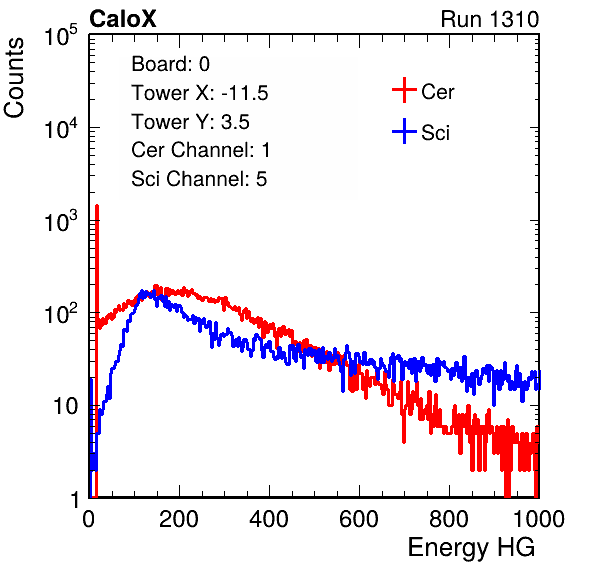 CaloX Run 1310
Counts
10^5
10^4
10^3
10^2
10
1
Board: 0
Tower X: -11.5
Tower Y: 3.5
Cer Channel: 1
Sci Channel: 5
Cer
Sci
0 200 400 600 800 1000
Energy HG